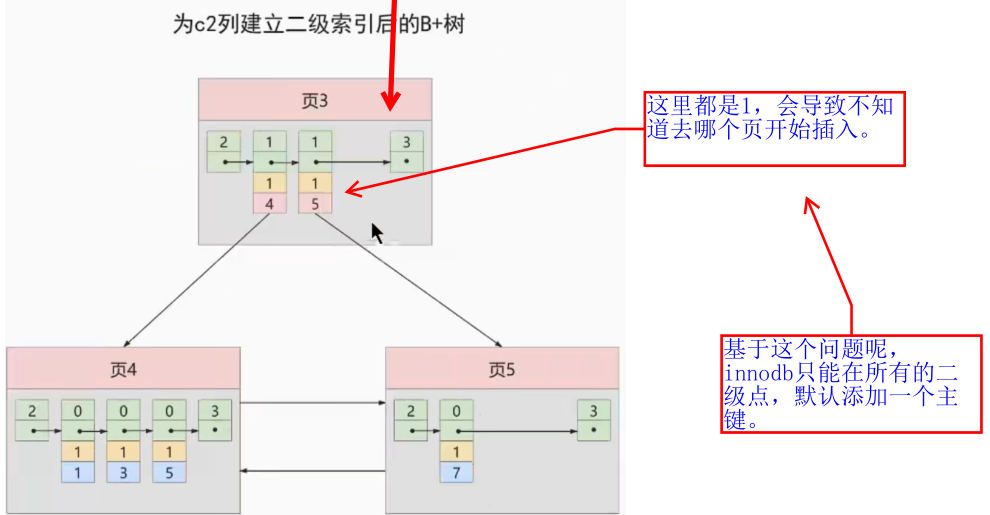 为c2列建立二级索引后的B+树
页3
2 1 1 3
1 1
4 5
这里都是1，会导致不知
道去哪个页开始插入。
基于这个问题呢，
innodb只能在所有的二
级点，默认添加一个主
键。
页4
2 0 0 0 3
1 1 1
1 3 5
页5
2 0 3
1
7